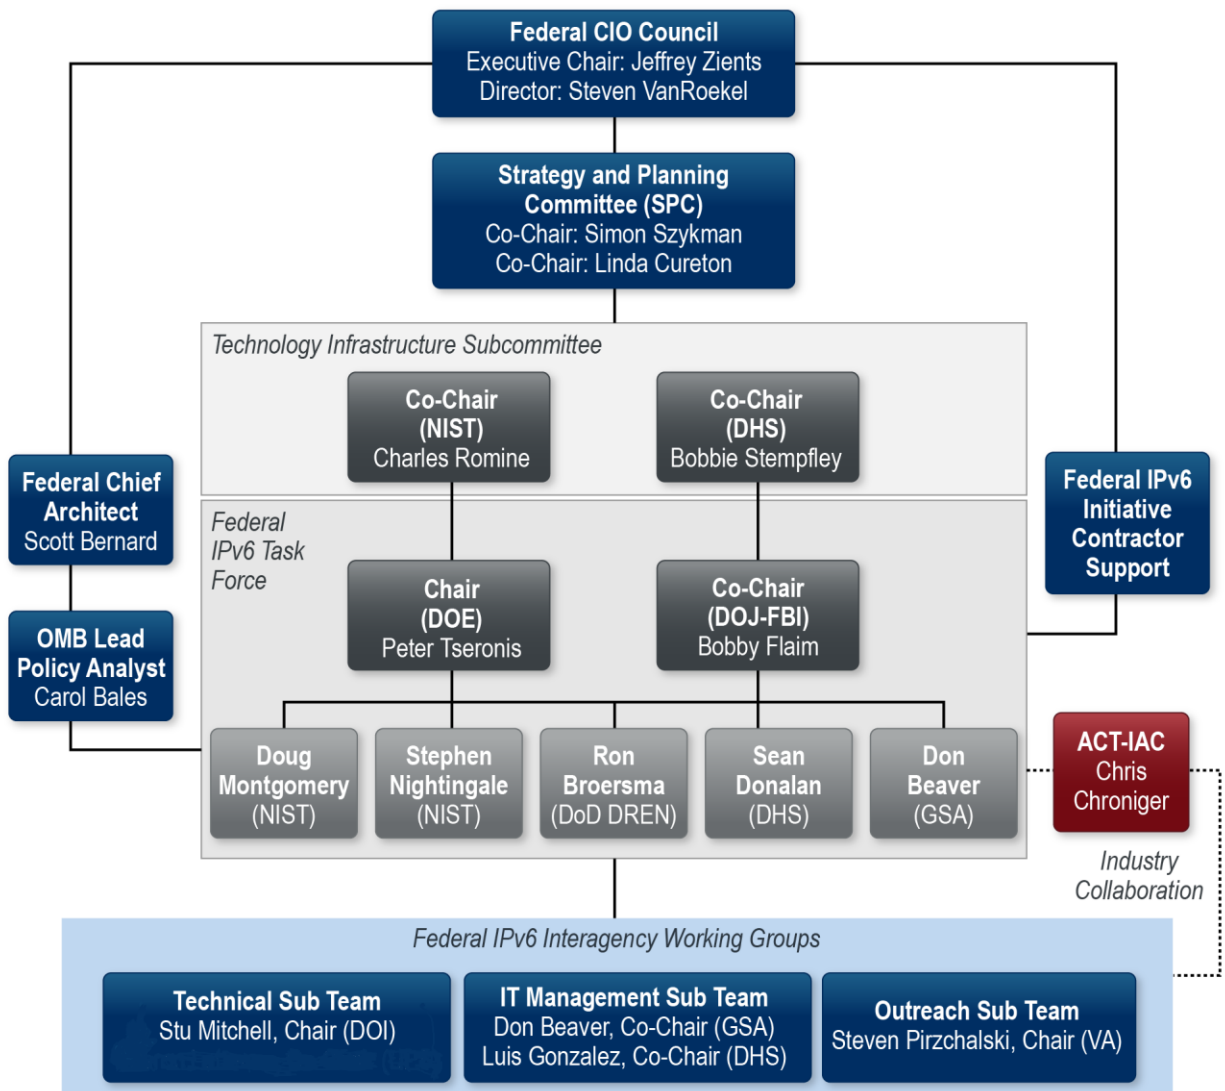 Federal CIO Council
Executive Chair: Jeffrey Zients
Director: Steven VanRoekel
Strategy and Planning
Committee (SPC)
Co-Chair: Simon Szykman
Co-Chair: Linda Cureton
Technology Infrastructure Subcommittee
Co-Chair
(NIST)
Charles Romine
Co-Chair
(DHS)
Bobbie Stempfley
Federal Chief
Architect
Scott Bernard
Federal IPv6
Initiative
Contractor
Support
Federal
IPv6 Task
Force
Chair
(DOE)
Peter Tseronis
Co-Chair
(DOJ-FBI)
Bobby Flaim
OMB Lead
Policy Analyst
Carol Bales
Doug
Montgomery
(NIST)
Stephen
Nightingale
(NIST)
Ron
Broersma
(DoD DREN)
Sean
Donalan
(DHS)
Don
Beaver
(GSA)
ACT-IAC
Chris
Chroniger
Industry
Collaboration
Federal IPv6 Interagency Working Groups
Technical Sub Team
Stu Mitchell, Chair (DOI)
IT Management Sub Team
Don Beaver, Co-Chair (GSA)
Luis Gonzalez, Co-Chair (DHS)
Outreach Sub Team
Steven Pirzchalski, Chair (VA)